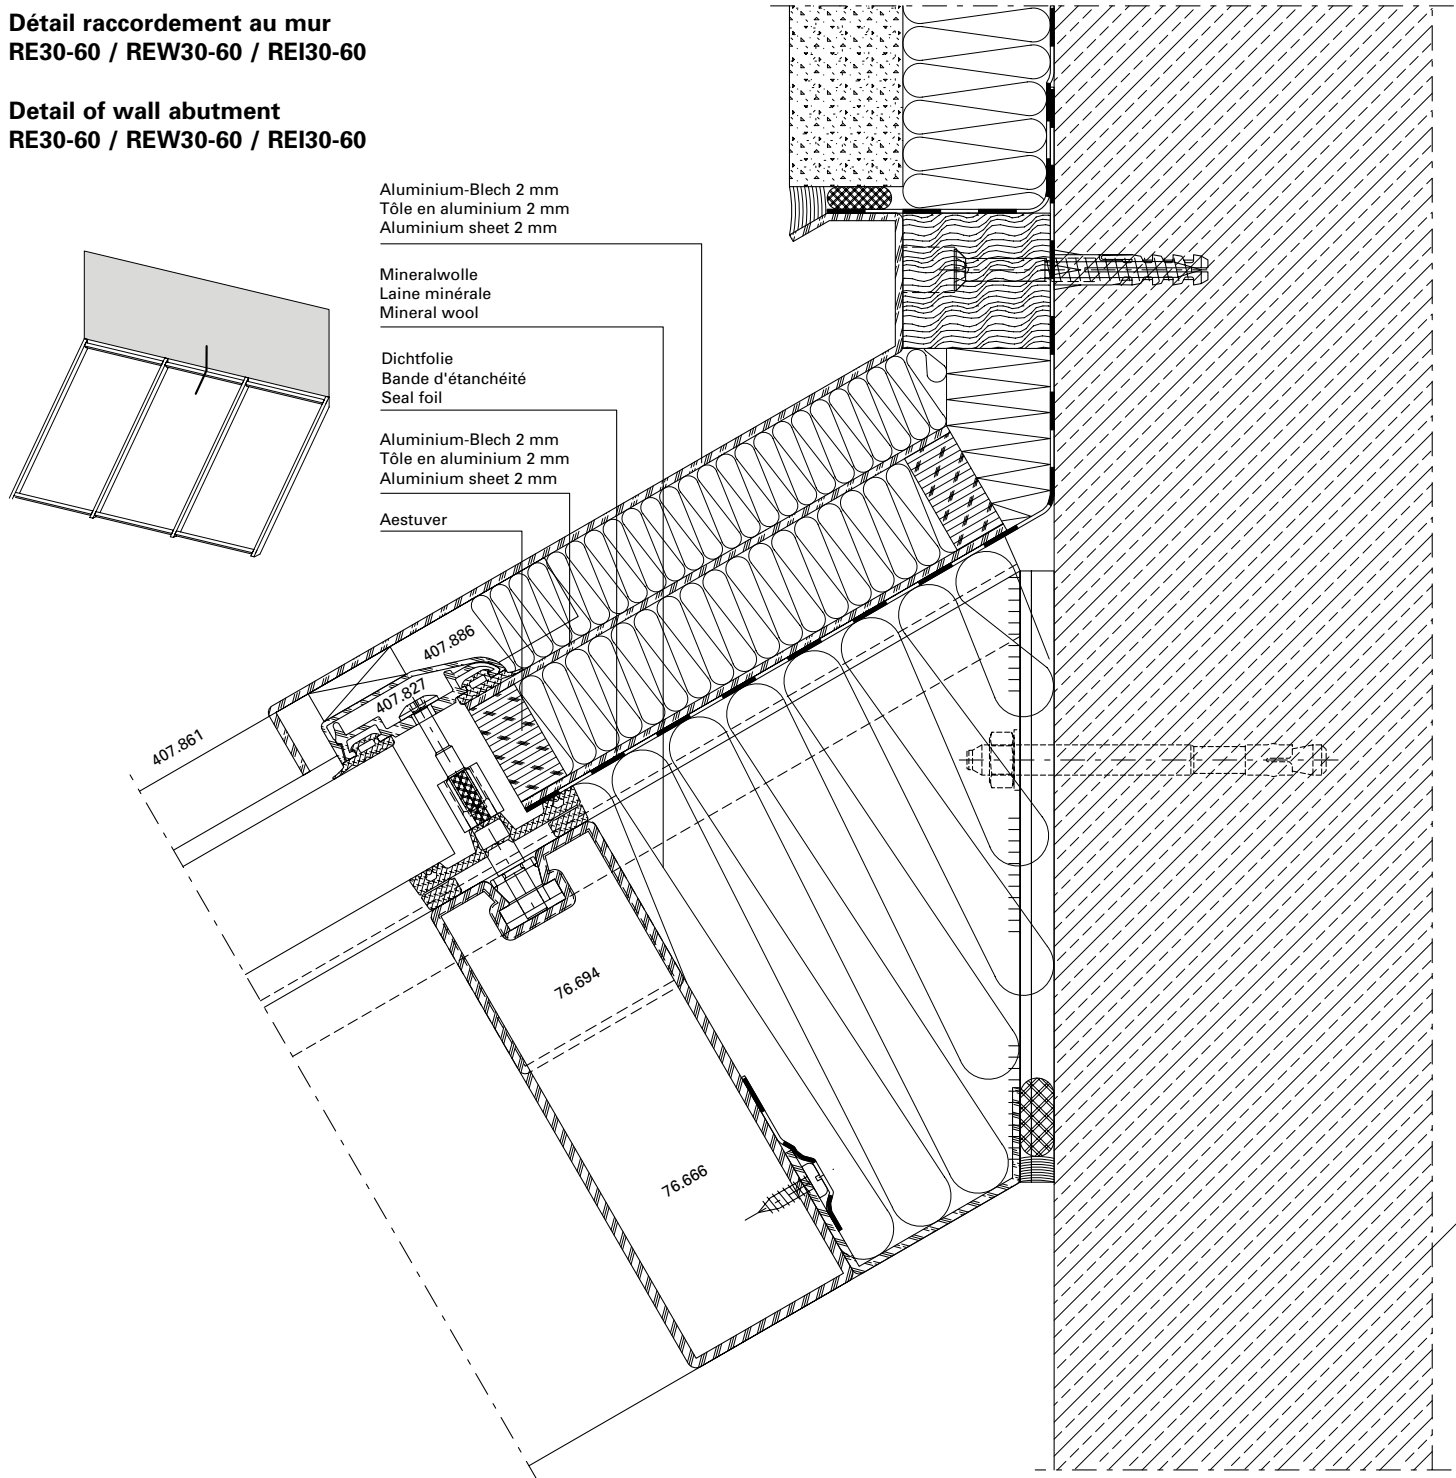 Détail raccordement au mur
RE30-60 / REW30-60 / REI30-60
Detail of wall abutment
RE30-60 / REW30-60 / REI30-60
Aluminium-Blech 2 mm
Tôle en aluminium 2 mm
Aluminium sheet 2 mm
Mineralwolle
Laine minérale
Mineral wool
Dichtfolie
Bande d'étanchéité
Seal foil
Aluminium-Blech 2 mm
Tôle en aluminium 2 mm
Aluminium sheet 2 mm
Aestuver
407.886
407.827
407.861
76.694
76.666